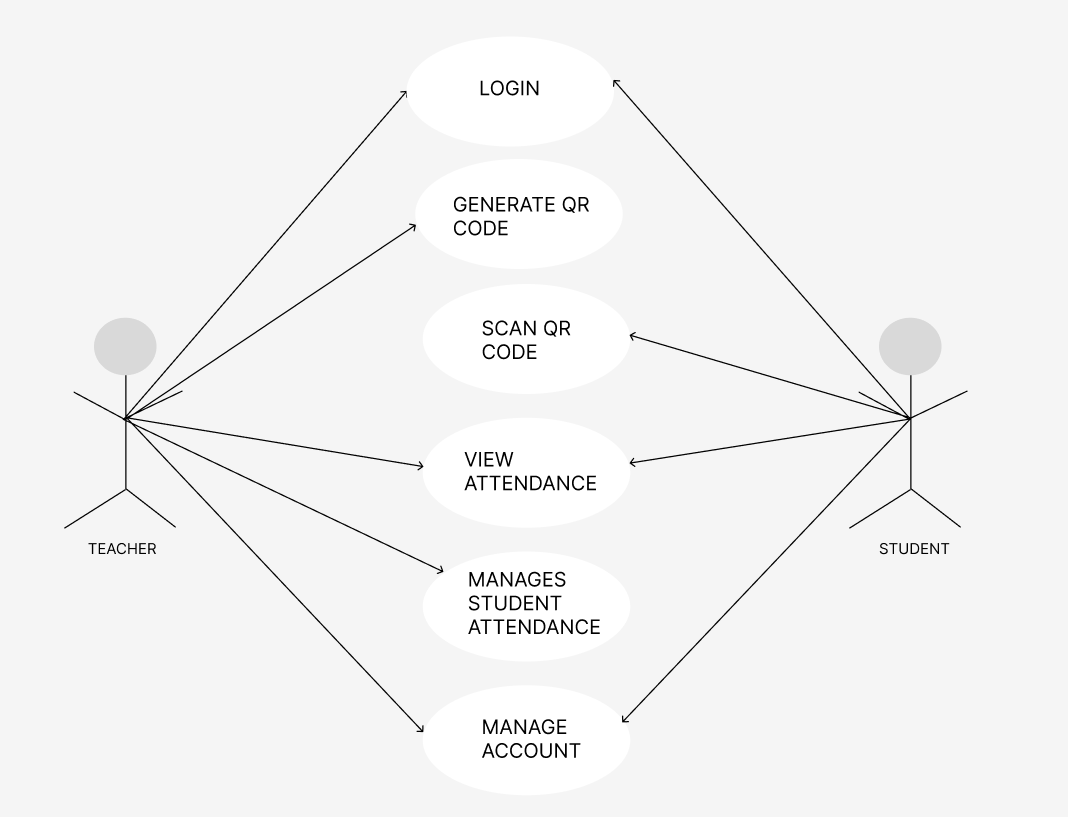 LOGIN
GENERATE QR
CODE
SCAN QR
CODE
VIEW
ATTENDANCE
TEACHER
STUDENT
MANAGES
STUDENT
ATTENDANCE
MANAGE
ACCOUNT